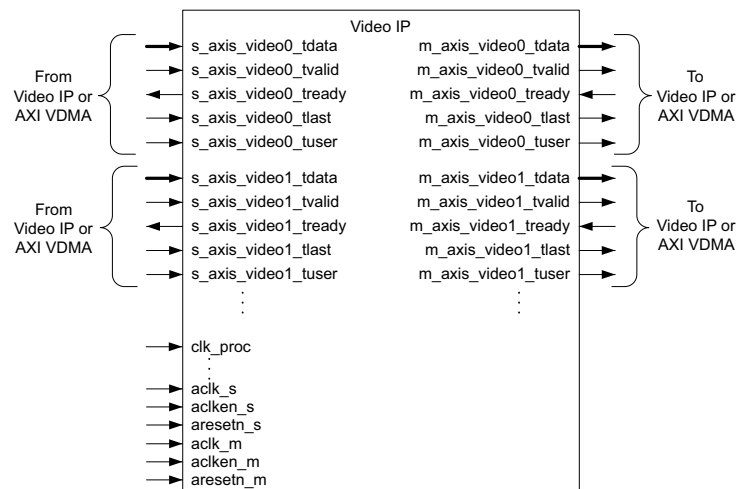 Video IP
From
Video IP or
AXI VDMA
s_axis_video0_tdata
s_axis_video0_tvalid
s_axis_video0_tready
s_axis_video0_tlast
s_axis_video0_tuser
m_axis_video0_tdata
m_axis_video0_tvalid
m_axis_video0_tready
m_axis_video0_tlast
m_axis_video0_tuser
To
Video IP or
AXI VDMA
From
Video IP or
AXI VDMA
s_axis_video1_tdata
s_axis_video1_tvalid
s_axis_video1_tready
s_axis_video1_tlast
s_axis_video1_tuser
m_axis_video1_tdata
m_axis_video1_tvalid
m_axis_video1_tready
m_axis_video1_tlast
m_axis_video1_tuser
To
Video IP or
AXI VDMA
clk_proc
aclk_s
aclken_s
aresetn_s
aclk_m
aclken_m
aresetn_m